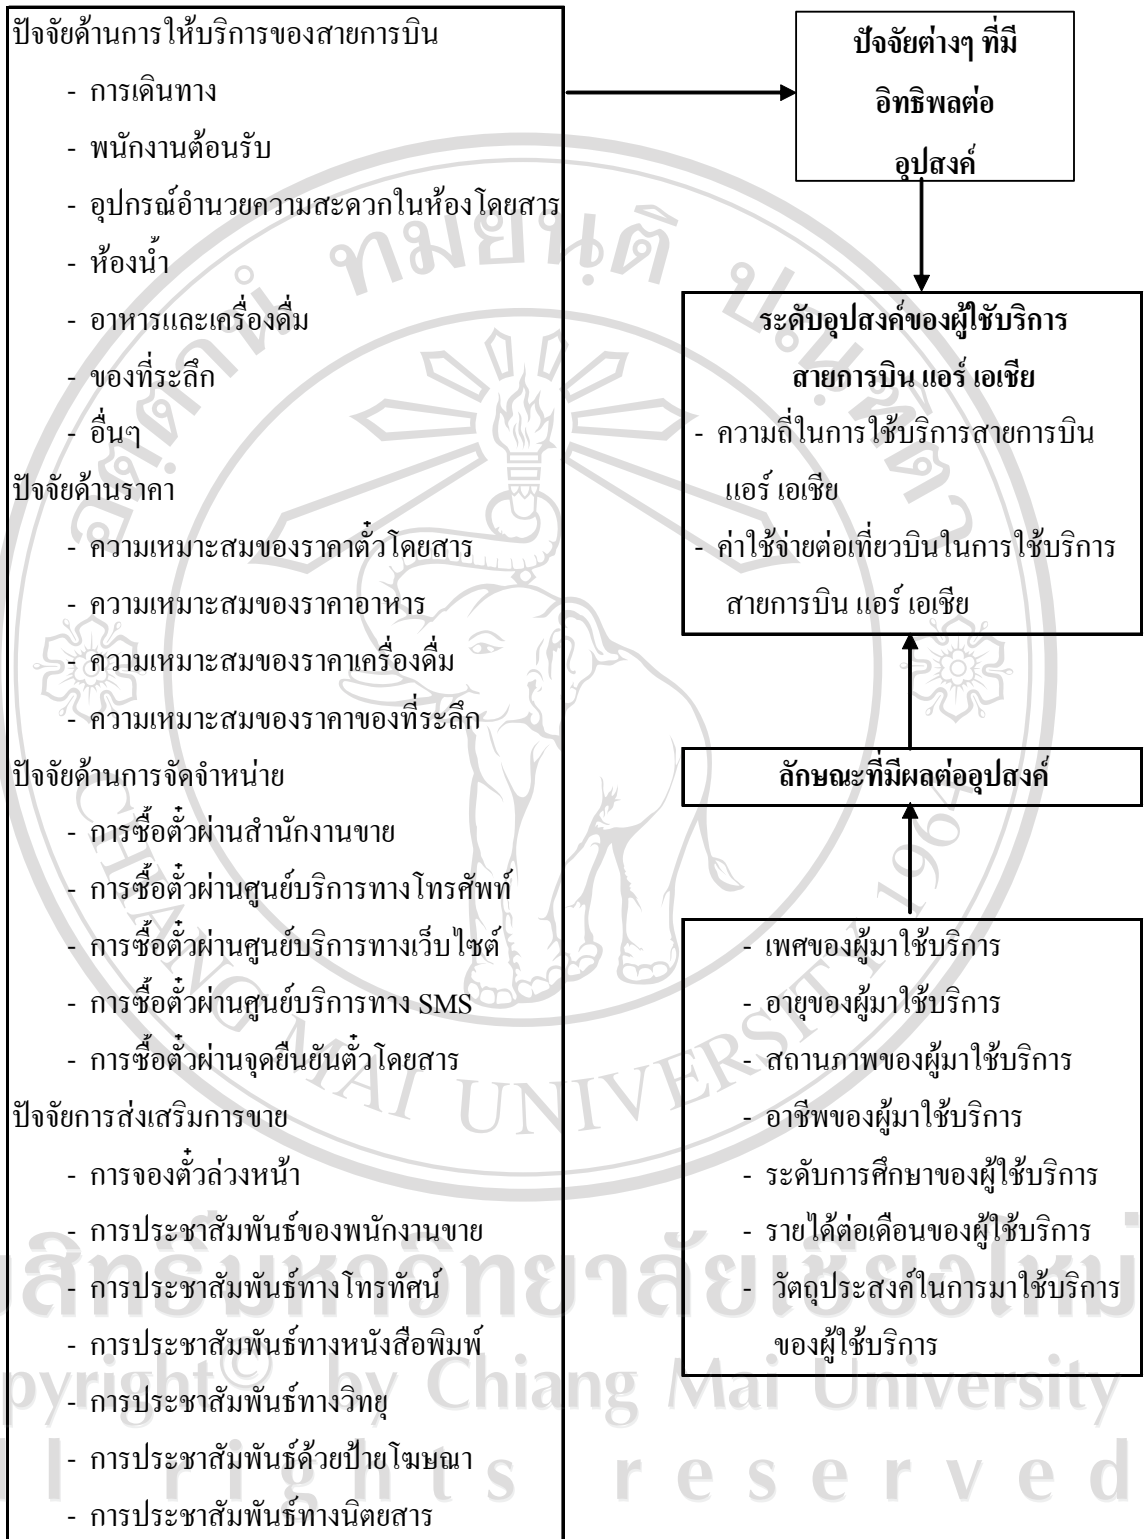 ปัจจัยด้านการให้บริการของสายการบิน
- การเดินทาง
- พนักงานต้อนรับ
- อุปกรณ์อำนวยความสะดวกในห้องโดยสาร
- ห้องน้ำ
- อาหารและเครื่องดื่ม
- ของที่ระลึก
- อื่นๆ
ปัจจัยด้านราคา
- ความเหมาะสมของราคาตั๋วโดยสาร
- ความเหมาะสมของราคาอาหาร
- ความเหมาะสมของราคาเครื่องดื่ม
- ความเหมาะสมของราคาของที่ระลึก
ปัจจัยด้านการจัดจำหน่าย
- การซื้อตั๋วผ่านสำนักงานขาย
- การซื้อตั๋วผ่านศูนย์บริการทางโทรศัพท์
- การซื้อตั๋วผ่านศูนย์บริการทางเว็บไซต์
- การซื้อตั๋วผ่านศูนย์บริการทาง SMS
- การซื้อตั๋วผ่านจุดยืนยันตั๋วโดยสาร
ปัจจัยการส่งเสริมการขาย
- การจองตั๋วล่วงหน้า
- การประชาสัมพันธ์ของพนักงานขาย
- การประชาสัมพันธ์ทางโทรทัศน์
- การประชาสัมพันธ์ทางหนังสือพิมพ์
- การประชาสัมพันธ์ทางวิทยุ
- การประชาสัมพันธ์ด้วยป้ายโฆษณา
- การประชาสัมพันธ์ทางนิตยสาร
ปัจจัยต่างๆ ที่มี
อิทธิพลต่อ
อุปสงค์
ระดับอุปสงค์ของผู้ใช้บริการ
สายการบิน แอร์ เอเชีย
- ความถี่ในการใช้บริการสายการบิน
แอร์ เอเชีย
- ค่าใช้จ่ายต่อเที่ยวบินในการใช้บริการ
สายการบิน แอร์ เอเชีย
ลักษณะที่มีผลต่ออุปสงค์
- เพศของผู้มาใช้บริการ
- อายุของผู้มาใช้บริการ
- สถานภาพของผู้มาใช้บริการ
- อาชีพของผู้มาใช้บริการ
- ระดับการศึกษาของผู้ใช้บริการ
- รายได้ต่อเดือนของผู้ใช้บริการ
- วัตถุประสงค์ในการมาใช้บริการ
ของผู้ใช้บริการ
อตฺตานํ ทมยนฺติ ปณฺฑิตา
CHIANG MAI UNIVERSITY 1964
สิทธิ์มหาวิทยาลัยเชียงใหม่
pyright© by Chiang Mai University
l rights reserved